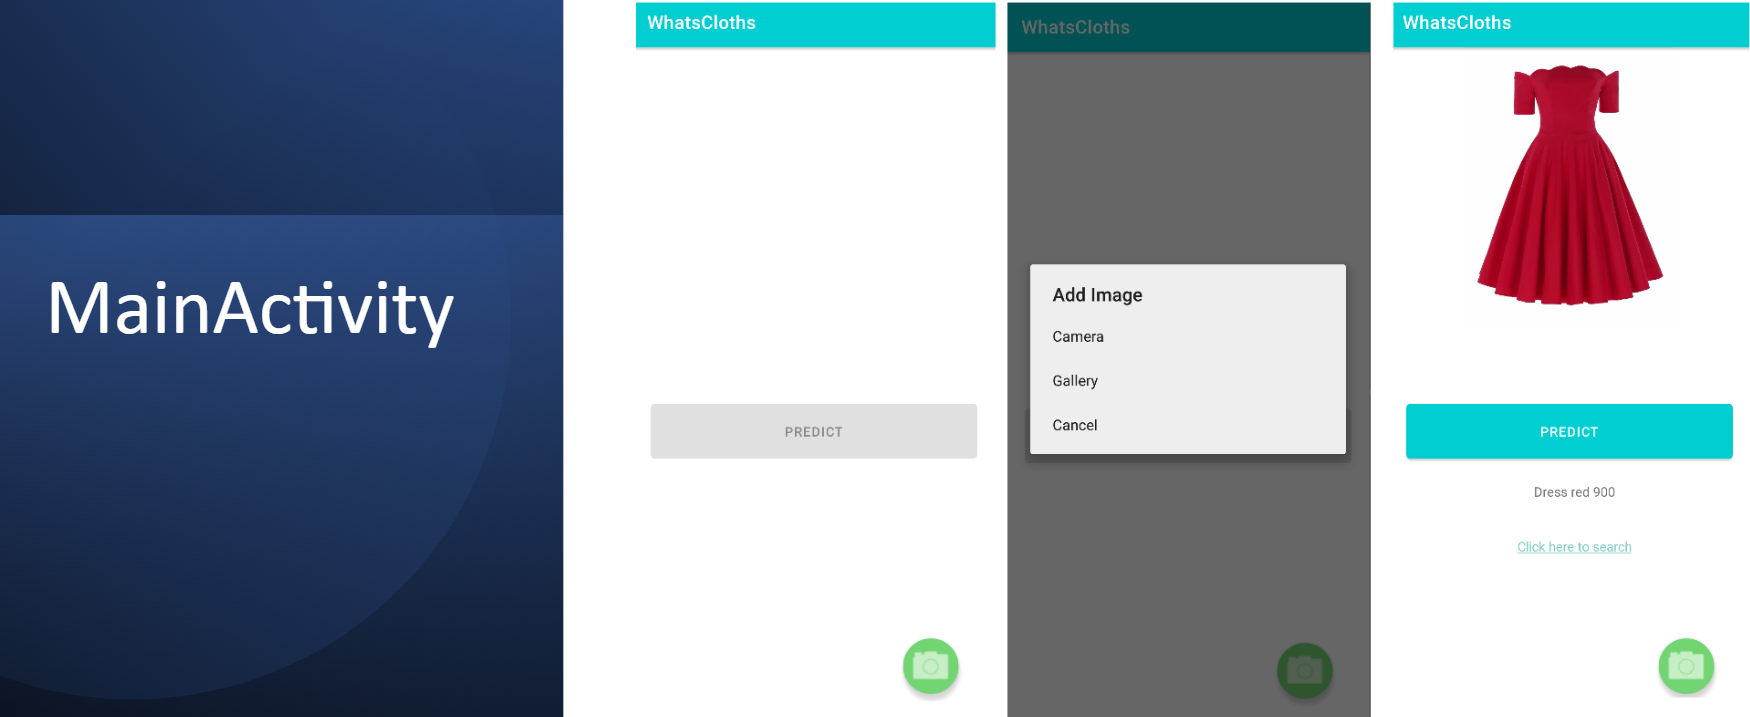 MainActivity
WhatsCloths
PREDICT
WhatsCloths
Add Image
Camera
Gallery
Cancel
WhatsCloths
PREDICT
Dress red 900
Click here to search